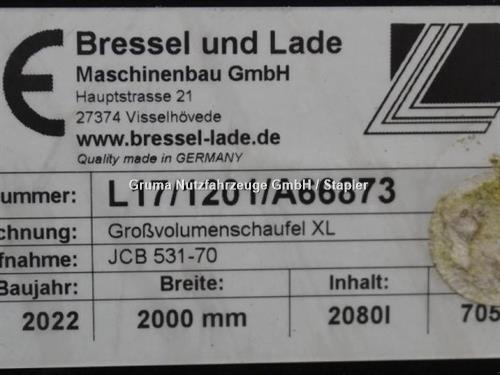 CE Bressel und Lade
Maschinenbau GmbH
Hauptstrasse 21
27374 Visselhövede
www.bressel-lade.de
Quality made in GERMANY
ummer: L17/1201/A66873
Gruma Nutzfahrzeuge GmbH / Stapler
chnung: Großvolumenschaufel XL
ufnahme: JCB 531-70
Baujahr: Breite: Inhalt:
2022 2000 mm 2080l 705